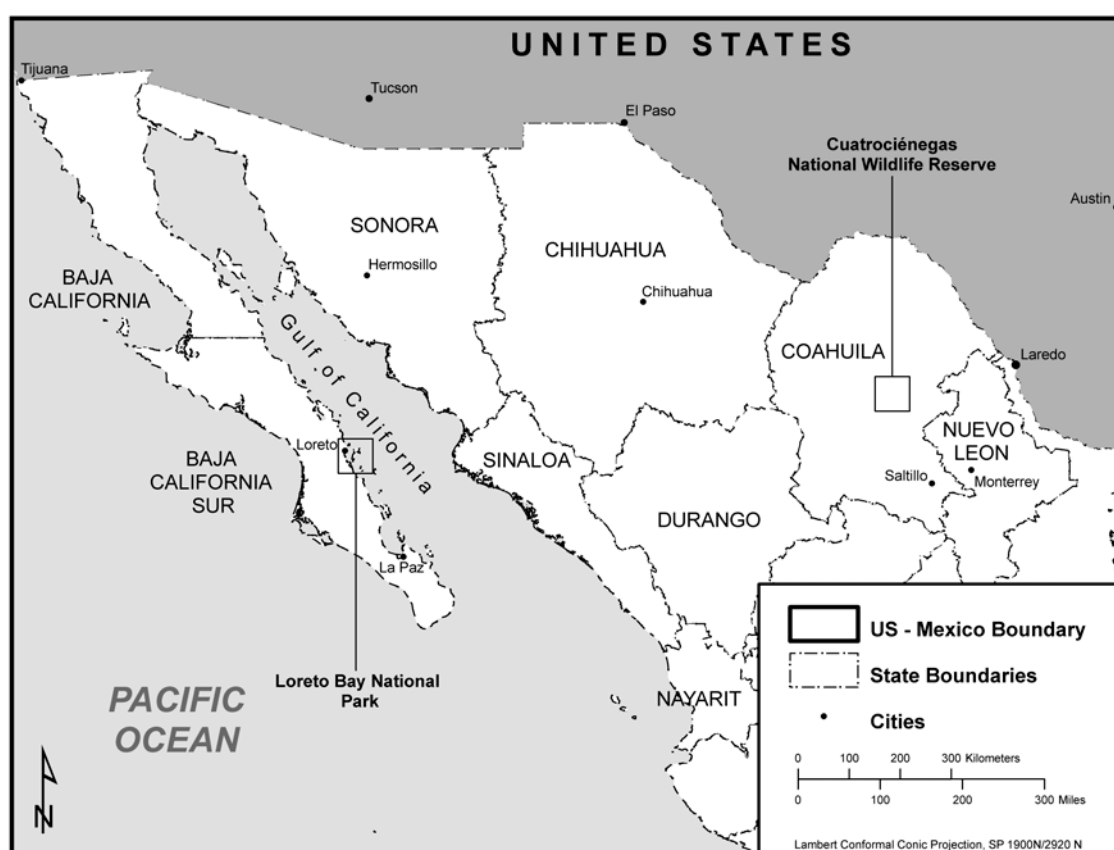 UNITED STATES
Tijuana
Tucson
El Paso
Cuatrociénegas
National Wildlife Reserve
Austin
SONORA
CHIHUAHUA
Hermosillo
BAJA
CALIFORNIA
Chihuahua
Gulf of California
COAHUILA
Laredo
Loreto
NUEVO
LEON
SINALOA
BAJA
CALIFORNIA
SUR
Saltillo
Monterrey
DURANGO
La Paz
Loreto Bay National
Park
NAYARIT
PACIFIC
OCEAN
N
US - Mexico Boundary
State Boundaries
Cities
0 100 200 300 Kilometers
0 100 200 300 Miles
Lambert Conformal Conic Projection, SP 1900N/2920 N